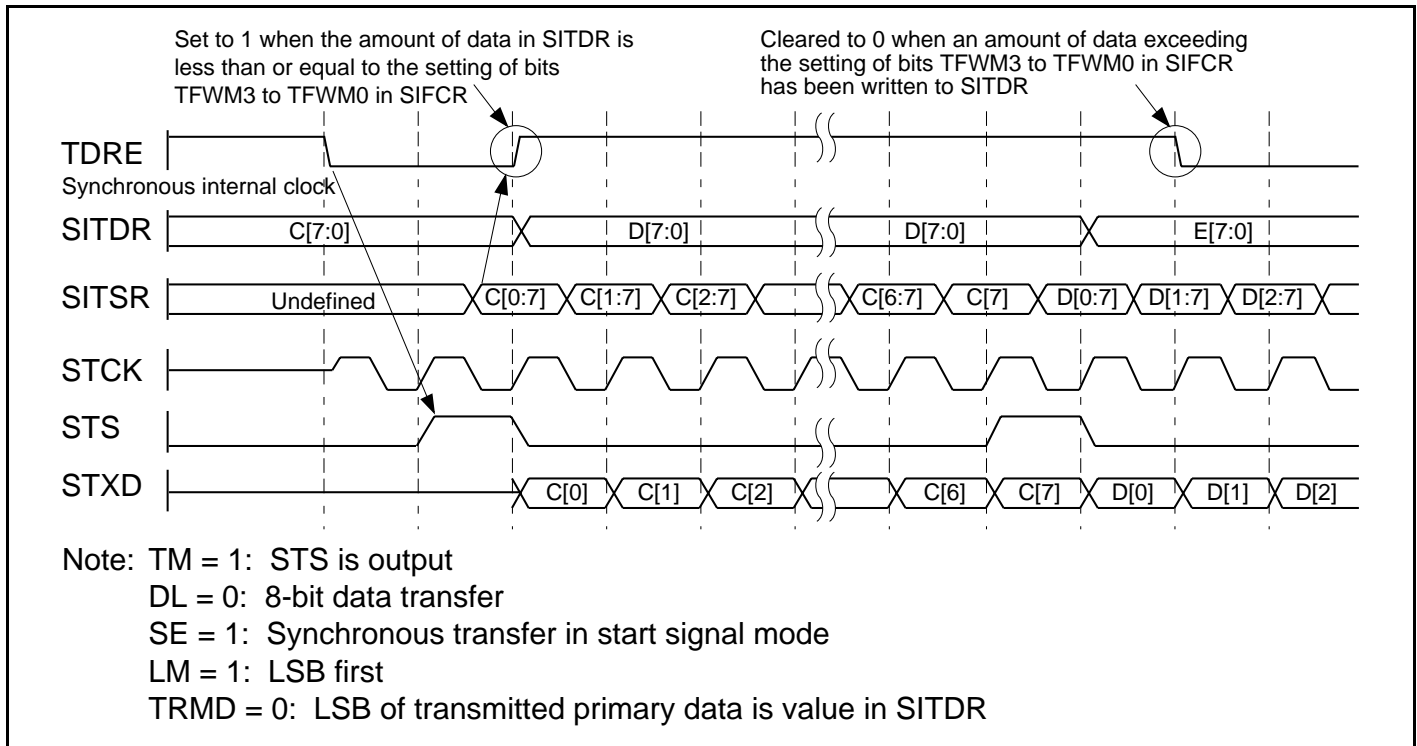 Set to 1 when the amount of data in SITDR is
less than or equal to the setting of bits
TFWM3 to TFWM0 in SIFCR
Cleared to 0 when an amount of data exceeding
the setting of bits TFWM3 to TFWM0 in SIFCR
has been written to SITDR
TDRE
Synchronous internal clock
SITDR C[7:0] D[7:0] D[7:0] E[7:0]
SITSR Undefined C[0:7] C[1:7] C[2:7] C[6:7] C[7] D[0:7] D[1:7] D[2:7]
STCK
STS
STXD C[0] C[1] C[2] C[6] C[7] D[0] D[1] D[2]
Note: TM = 1: STS is output
DL = 0: 8-bit data transfer
SE = 1: Synchronous transfer in start signal mode
LM = 1: LSB first
TRMD = 0: LSB of transmitted primary data is value in SITDR